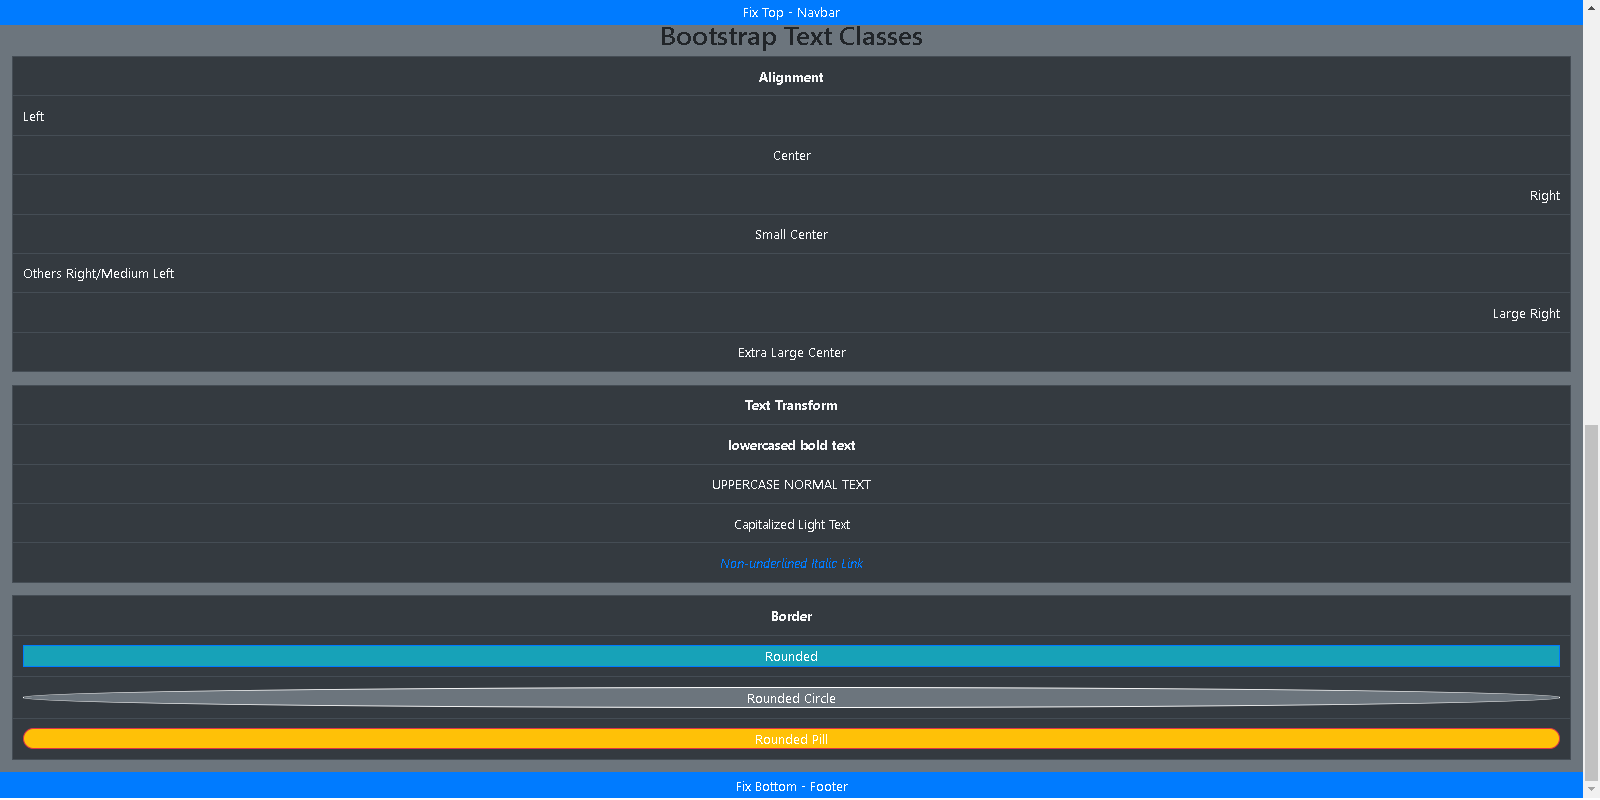 Fix Top - Navbar
Bootstrap Text Classes
Alignment
Left
Center
Right
Small Center
Others Right/Medium Left
Large Right
Extra Large Center
Text Transform
lowercased bold text
UPPERCASE NORMAL TEXT
Capitalized Light Text
Non-underlined Italic Link
Border
Rounded
Rounded Circle
Rounded Pill
Fix Bottom - Footer